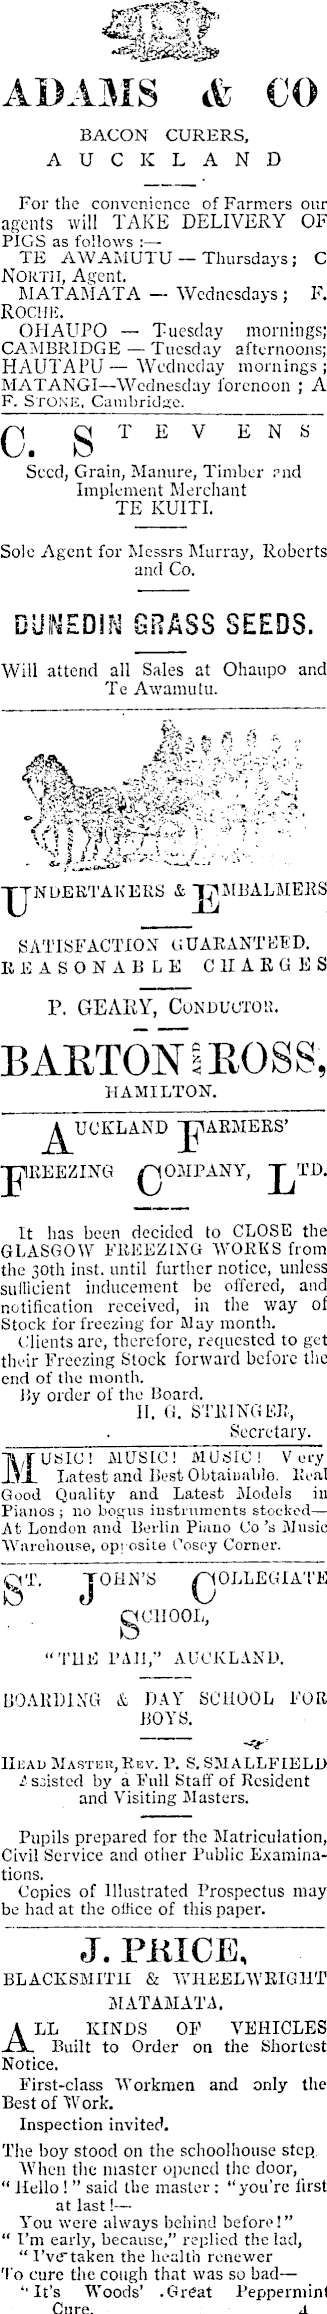 ADAMS & CO
BACON CURERS,
AUCKLAND
For the convenience of Farmers our
agents will TAKE DELIVERY OF
PIGS as follows :—
TE AWAMUTU — Thursdays; C
NORTH, Agent.
MATAMATA — Wednesdays; F.
ROCHE.
OHAUPO — Tuesday mornings;
CAMBRIDGE — Tuesday afternoons;
HAUTAPU — Wedneday mornings;
MATANGI—Wednesday forenoon; A
F. STONE, Cambridge.
C. STEVENS
Seed, Grain, Manure, Timber and
Implement Merchant
TE KUITI.
Sole Agent for Messrs Murray, Roberts
and Co.
DUNEDIN GRASS SEEDS.
Will attend all Sales at Ohaupo and
Te Awamutu.
UNDERTAKERS & EMBALMERS
SATISFACTION GUARANTEED.
REASONABLE CHARGES
P. GEARY, CONDUCTOR.
BARTON AND ROSS,
HAMILTON.
AUCKLAND FARMERS'
FREEZING COMPANY, LTD.
It has been decided to CLOSE the
GLASGOW FREEZING WORKS from
the 30th inst. until further notice, unless
sufficient inducement be offered, and
notification received, in the way of
Stock for freezing for May month.
Clients are, therefore, requested to get
their Freezing Stock forward before the
end of the month.
By order of the Board.
H. G. STRINGER,
Secretary.
MUSIC! MUSIC! MUSIC! Very
Latest and Best Obtainable. Real
Good Quality and Latest Models in
Pianos; no bogus instruments stocked—
At London and Berlin Piano Co's Music
Warehouse, opposite Cosey Corner.
ST. JOHN'S COLLEGIATE
SCHOOL,
"THE PAH," AUCKLAND.
BOARDING & DAY SCHOOL FOR
BOYS.
HEAD MASTER, REV. P. S. SMALLFIELD
Assisted by a Full Staff of Resident
and Visiting Masters.
Pupils prepared for the Matriculation,
Civil Service and other Public Examina-
tions.
Copies of Illustrated Prospectus may
be had at the office of this paper.
J. PRICE,
BLACKSMITH & WHEELWRIGHT
MATAMATA.
ALL KINDS OF VEHICLES
Built to Order on the Shortest
Notice.
First-class Workmen and only the
Best of Work.
Inspection invited.
The boy stood on the schoolhouse step
When the master opened the door,
"Hello!" said the master: "you're first
at last!—
You were always behind before!"
"I'm early, because," replied the lad,
"I've taken the health renewer
To cure the cough that was so bad—
"It's Woods' Great Peppermint
Cure. 4